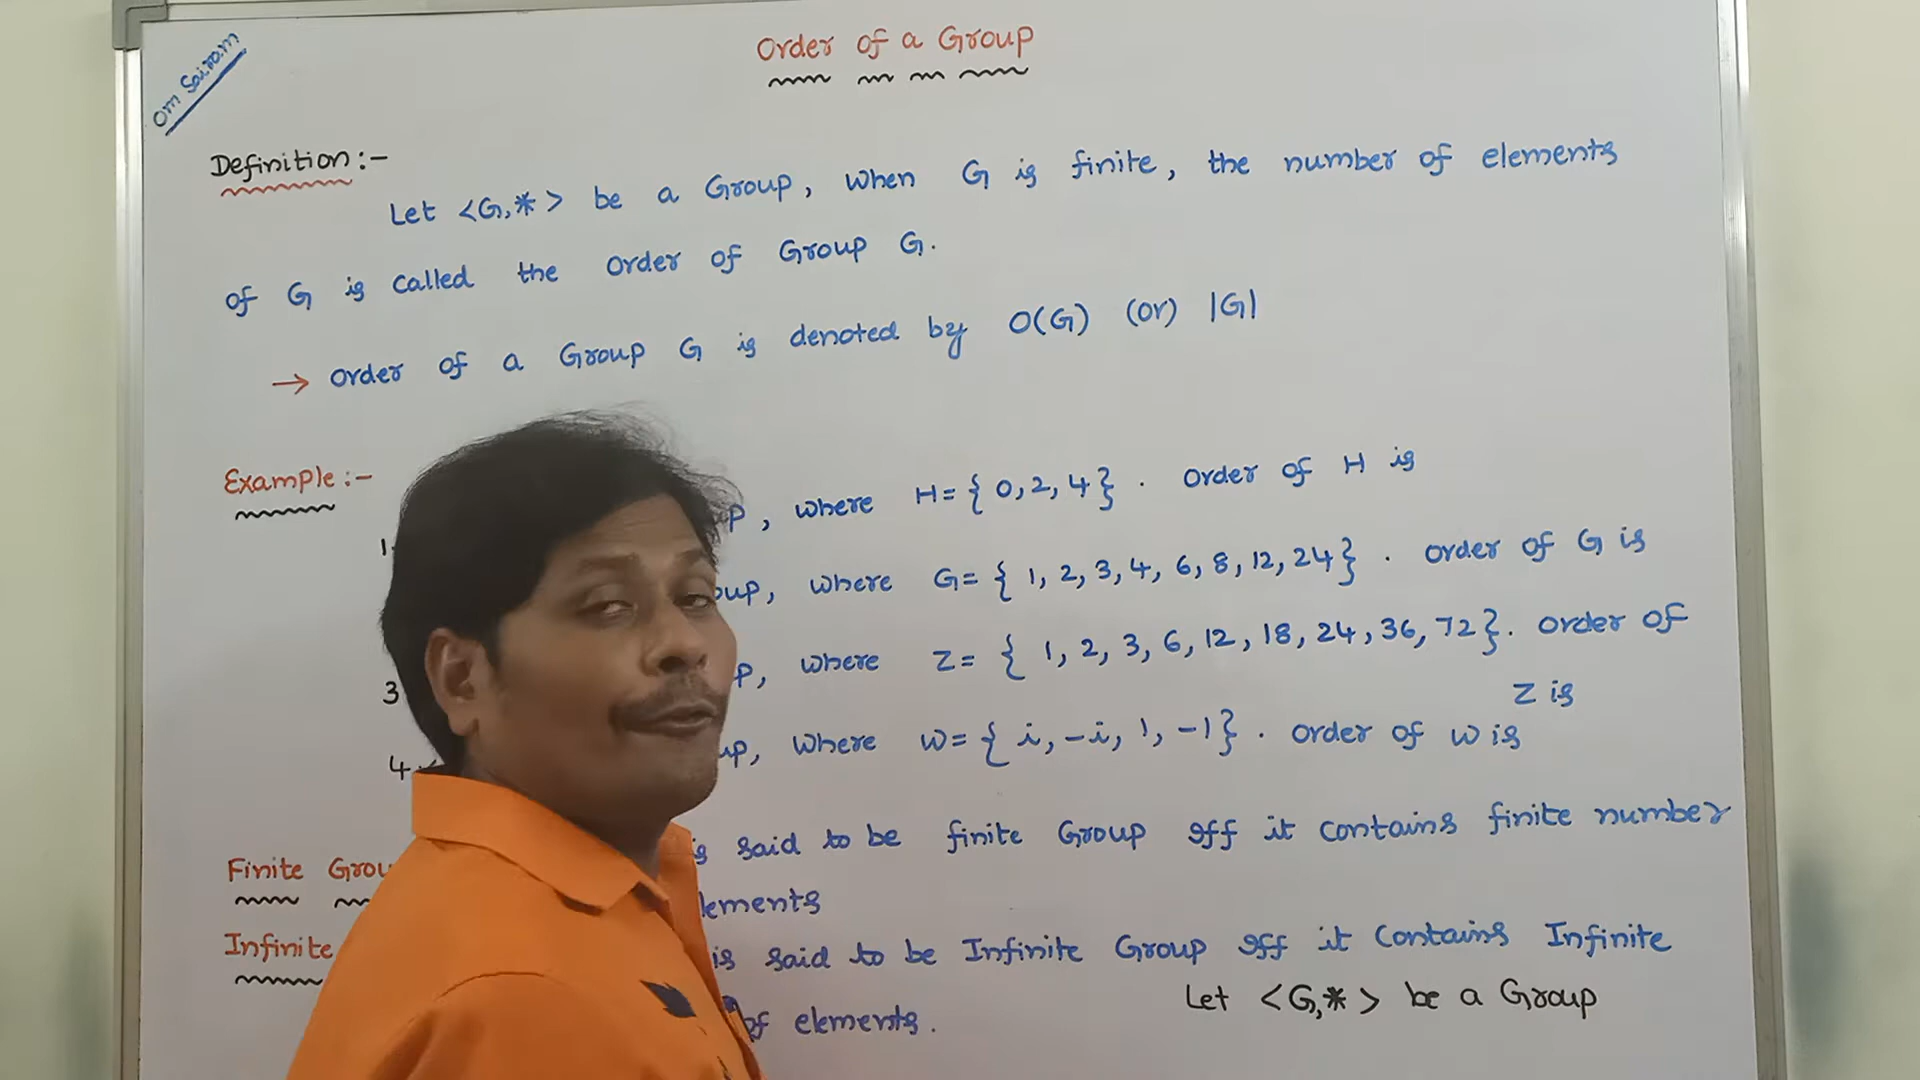 Om Sairam
Order of a Group
Definition:-
Let <G,*> be a Group, when G is finite, the number of elements
of G is called the order of Group G.
→ order of a Group G is denoted by O(G) (or) |G|
Example:-
1. , where H={0,2,4}. order of H is
, where G={1,2,3,4,6,8,12,24}. order of G is
3 , where Z={1,2,3,6,12,18,24,36,72}. order of
Z is
4. , where W={i,-i,1,-1}. order of W is
Finite said to be finite Group iff it contains finite number
Infinite is said to be Infinite Group iff it contains Infinite
of elements.
Let <G,*> be a Group